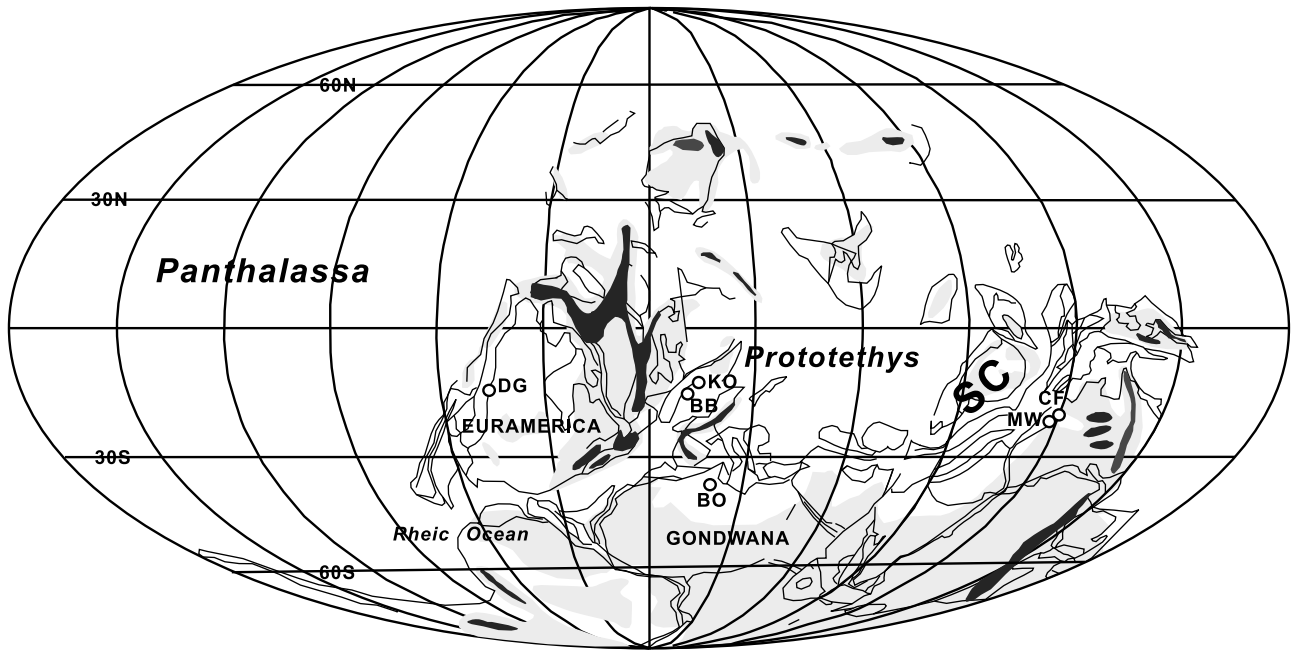 60N
30N
Panthalassa
Prototethys
DG
KO
BB
SC
CF
MW
EURAMERICA
30S
BO
Rheic Ocean
GONDWANA
60S